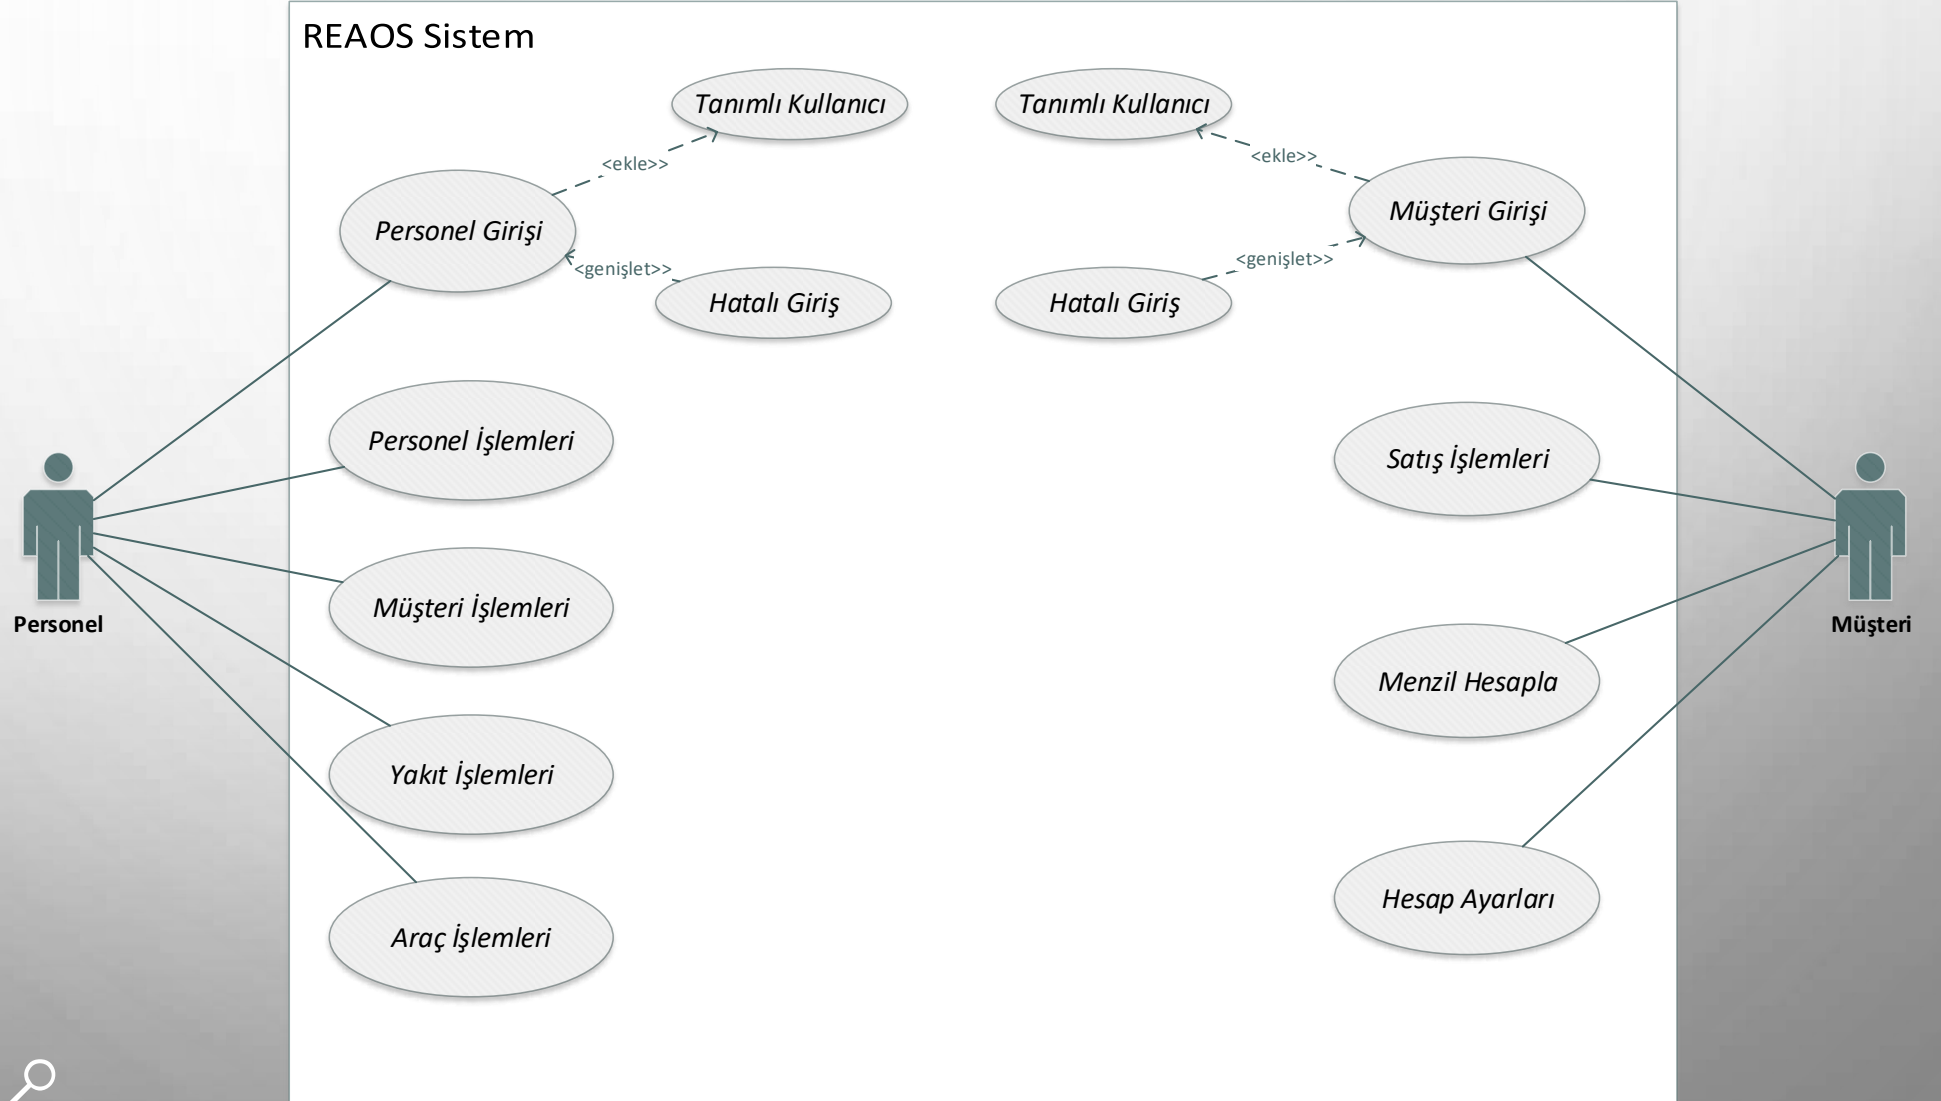 REAOS Sistem
Tanımlı Kullanıcı
Tanımlı Kullanıcı
<ekle>>
<ekle>>
Personel Girişi
Müşteri Girişi
<genişlet>>
<genişlet>>
Hatalı Giriş
Hatalı Giriş
Personel İşlemleri
Satış İşlemleri
Müşteri İşlemleri
Personel
Müşteri
Menzil Hesapla
Yakıt İşlemleri
Hesap Ayarları
Araç İşlemleri